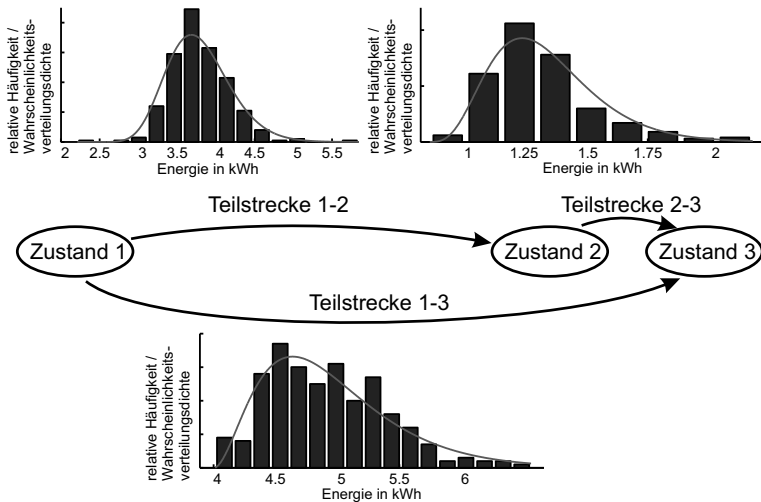 relative Häufigkeit /
Wahrscheinlichkeits-
verteilungsdichte
2 2.5 3 3.5 4 4.5 5 5.5
Energie in kWh
relative Häufigkeit /
Wahrscheinlichkeits-
verteilungsdichte
1 1.25 1.5 1.75 2
Energie in kWh
Teilstrecke 1-2
Teilstrecke 2-3
Zustand 1
Zustand 2
Zustand 3
Teilstrecke 1-3
relative Häufigkeit /
Wahrscheinlichkeits-
verteilungsdichte
4 4.5 5 5.5 6
Energie in kWh